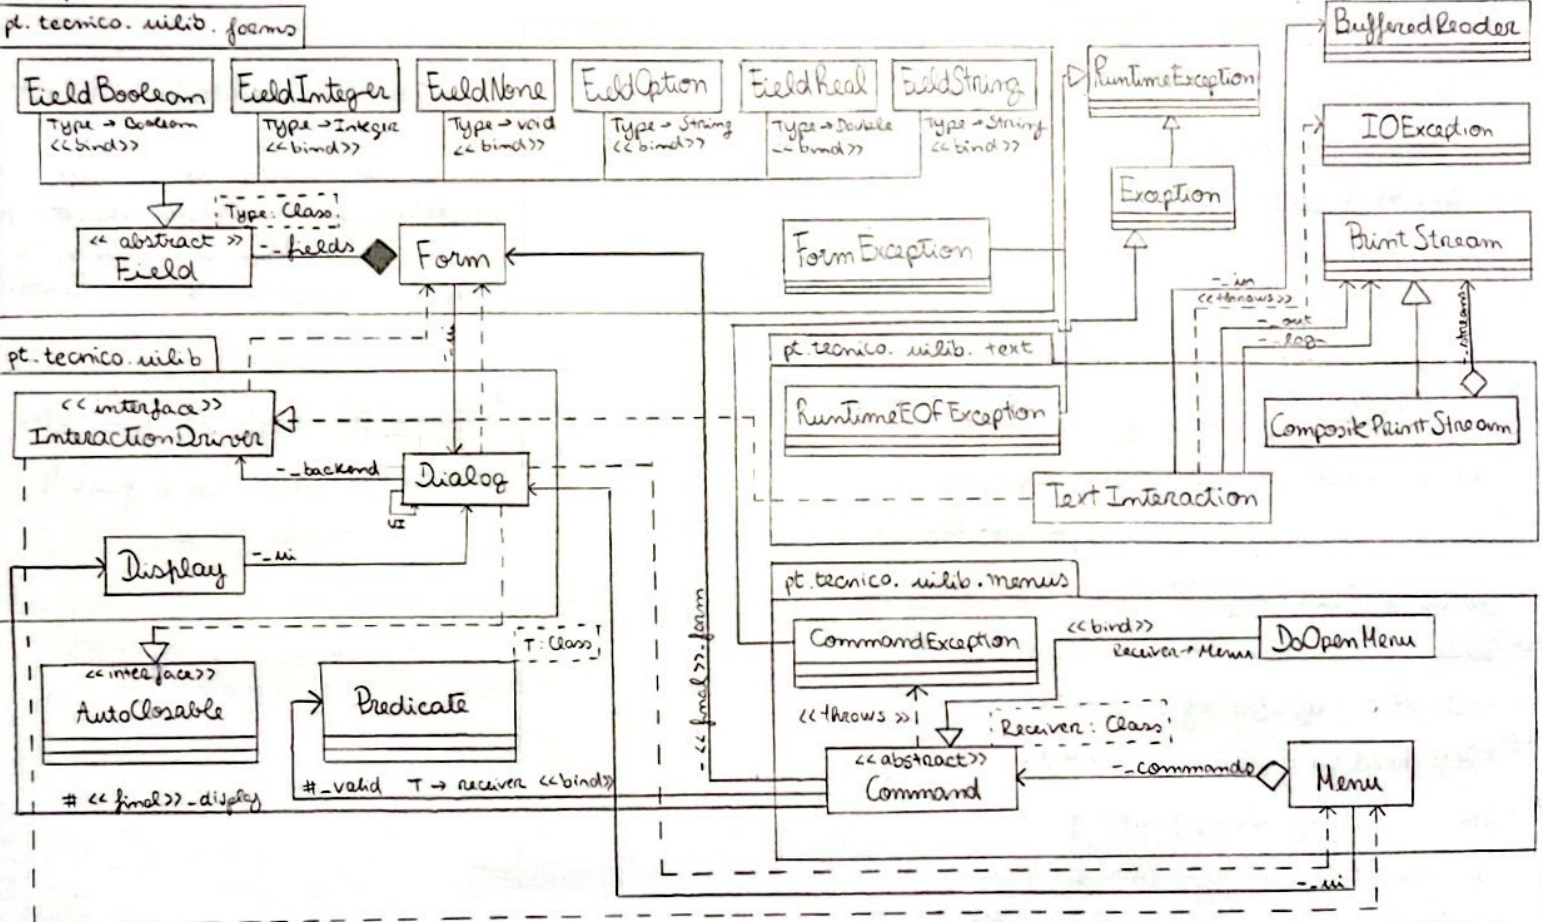 pt.tecnico.uilib.forms
BufferedReader
FieldBoolean
FieldInteger
FieldNone
FieldOption
FieldReal
FieldString
RuntimeException
Type → Boolean
<<bind>>
Type → Integer
<<bind>>
Type → void
<<bind>>
Type → String
<<bind>>
Type → Double
<<bind>>
Type → String
<<bind>>
IOException
Exception
Type: Class
<<abstract>>
Field
-_fields
Form
FormException
PrintStream
-_in
<<throws>>
-_out
-_log
-_streams
-_ui
pt.tecnico.uilib
pt.tecnico.uilib.text
<<interface>>
InteractionDriver
RuntimeEOFException
CompositePrintStream
-_backend
Dialog
UI
TextInteraction
Display
-_ui
pt.tecnico.uilib.menus
T: Class
CommandException
<<bind>>
Receiver → Menu
DoOpenMenu
<<interface>>
AutoClosable
Predicate
-<<final>>_form
<<throws>>
Receiver: Class
<<abstract>>
Command
-_commands
Menu
#<<final>>_display
#_valid T → receiver <<bind>>
-_ui